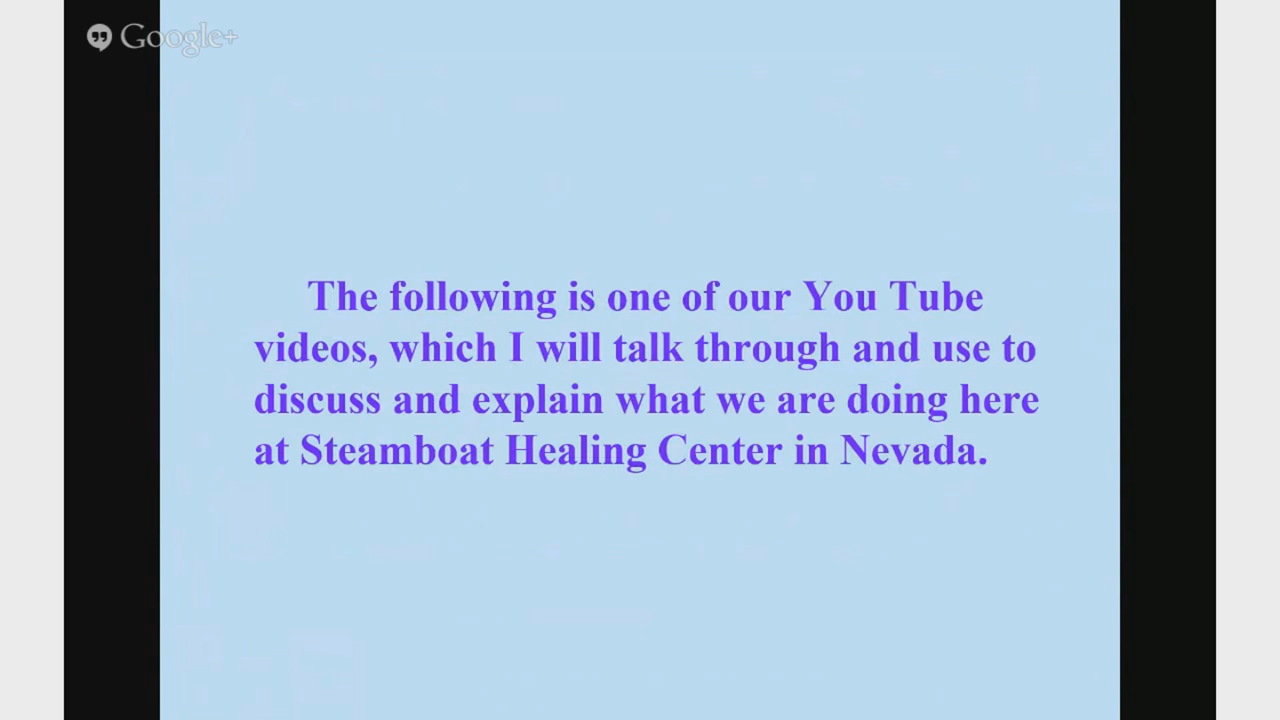 Google+
The following is one of our You Tube
videos, which I will talk through and use to
discuss and explain what we are doing here
at Steamboat Healing Center in Nevada.